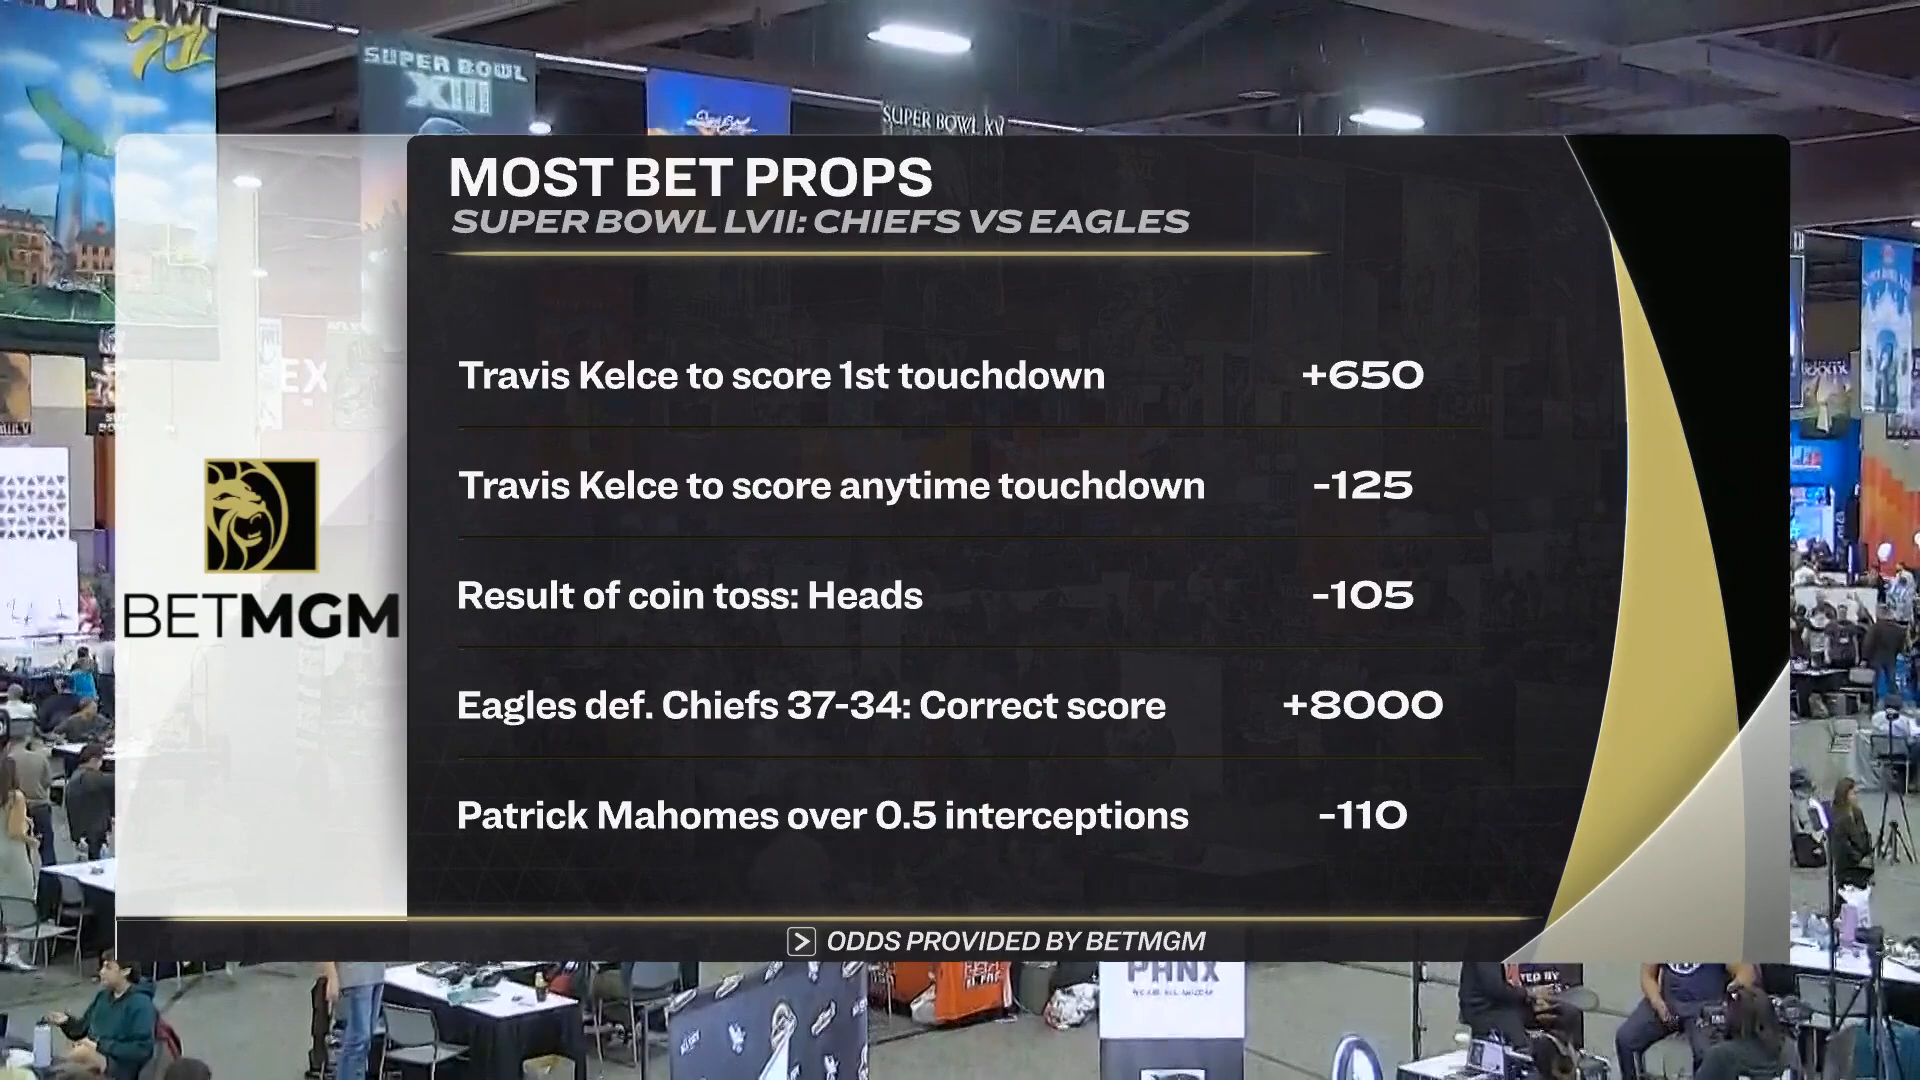 SUPER BOWL
XIII
SUPER BOWL XV
MOST BET PROPS
SUPER BOWL LVII: CHIEFS VS EAGLES
Travis Kelce to score 1st touchdown +650
Travis Kelce to score anytime touchdown -125
Result of coin toss: Heads -105
Eagles def. Chiefs 37-34: Correct score +8000
Patrick Mahomes over 0.5 interceptions -110
BETMGM
> ODDS PROVIDED BY BETMGM
PHNX